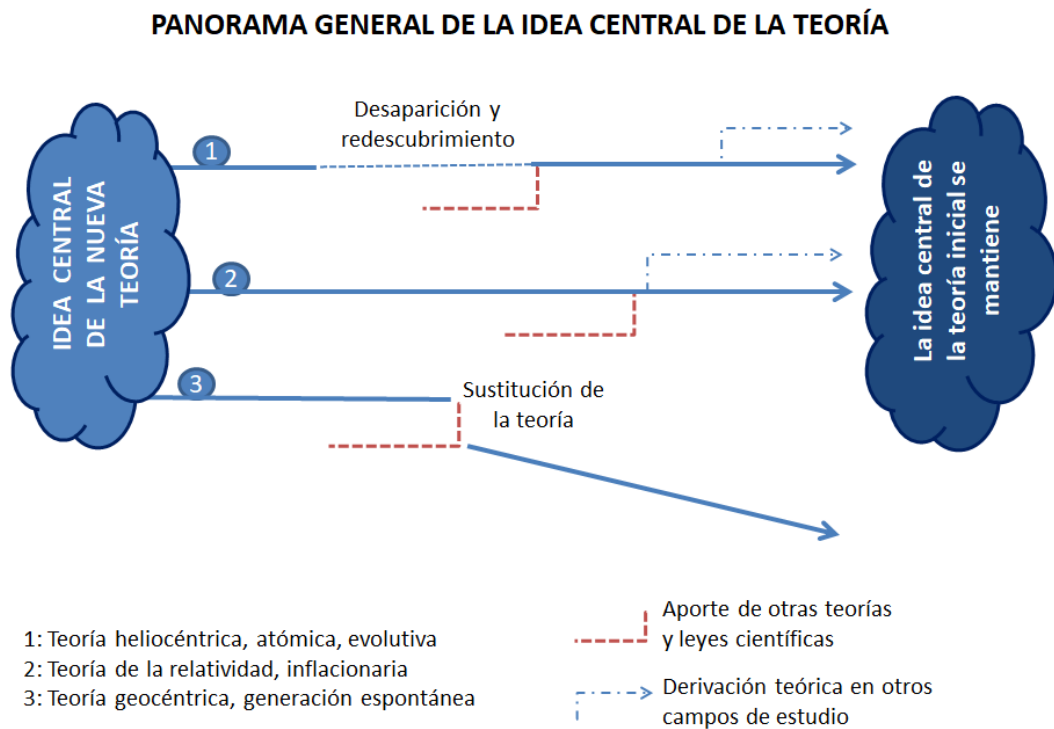 PANORAMA GENERAL DE LA IDEA CENTRAL DE LA TEORÍA
IDEA CENTRAL
DE LA NUEVA
TEORÍA
1
Desaparición y
redescubrimiento
2
3
Sustitución de
la teoría
La idea central de
la teoría inicial se
mantiene
1: Teoría heliocéntrica, atómica, evolutiva
2: Teoría de la relatividad, inflacionaria
3: Teoría geocéntrica, generación espontánea
Aporte de otras teorías
y leyes científicas
Derivación teórica en otros
campos de estudio